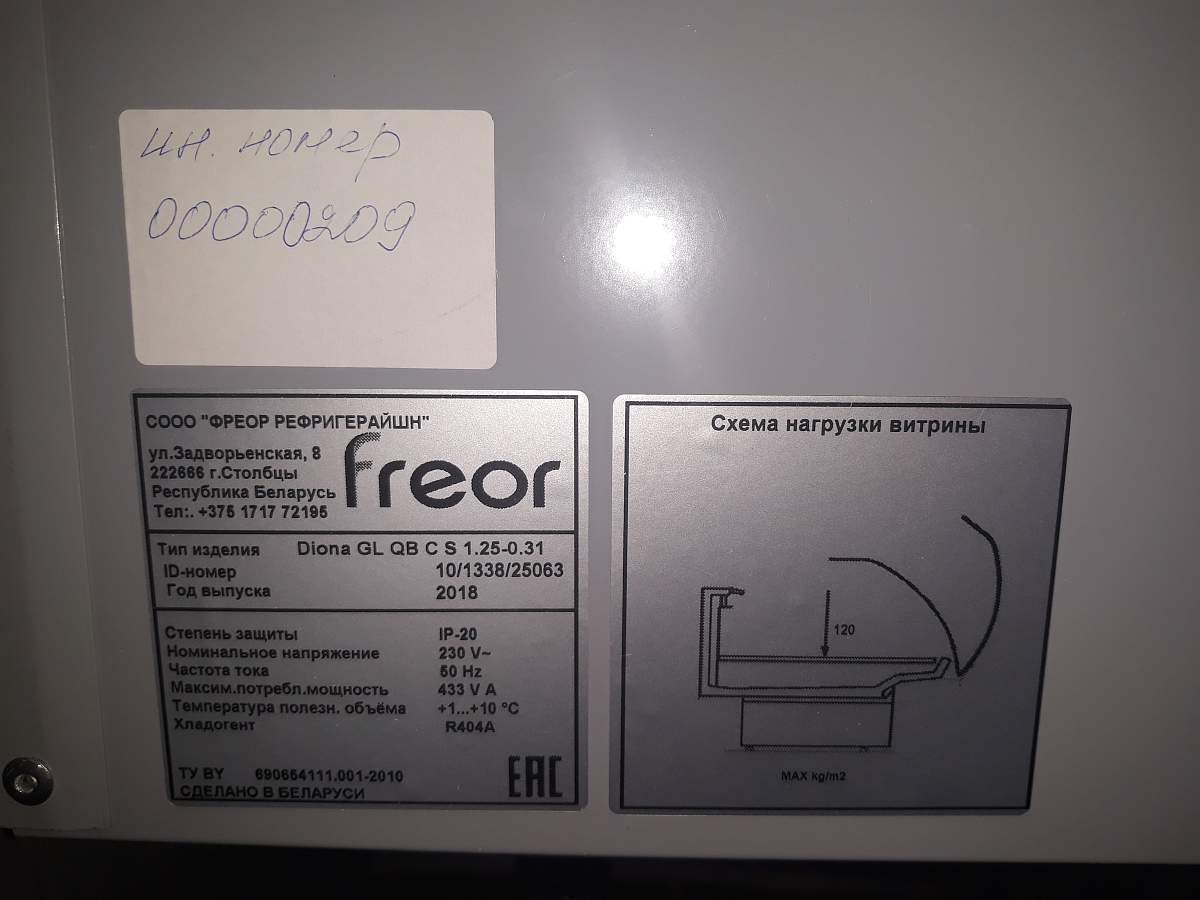 ин. номер
00000209
СООО "ФРЕОР РЕФРИГЕРАЙШН"
ул.Задворьенская, 8
222666 г.Столбцы
Республика Беларусь
Тел:. +375 1717 72195
freor
Тип изделия Diona GL QB C S 1.25-0.31
ID-номер 10/1338/25063
Год выпуска 2018
Степень защиты IP-20
Номинальное напряжение 230 V~
Частота тока 50 Hz
Максим.потребл.мощность 433 V A
Температура полезн. объёма +1...+10 °C
Хладогент R404A
ТУ BY 690654111.001-2010
СДЕЛАНО В БЕЛАРУСИ
EAC
Схема нагрузки витрины
120
MAX kg/m2